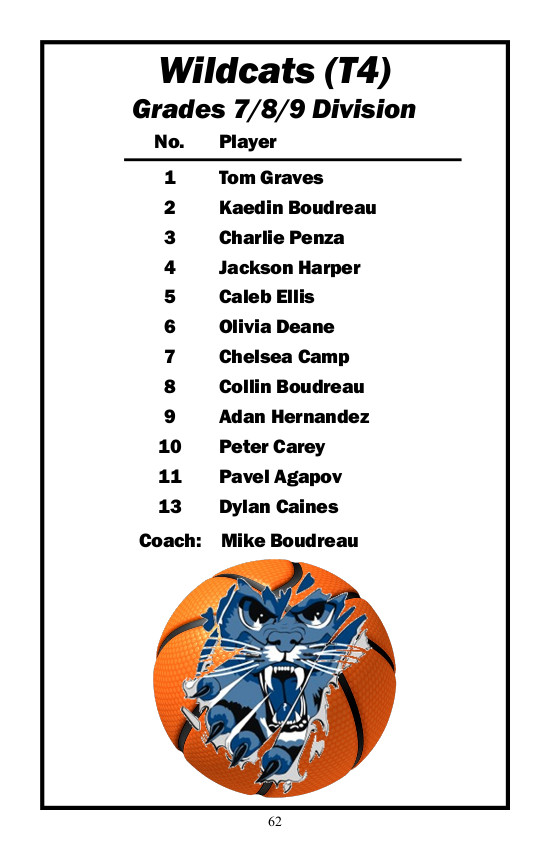 Wildcats (T4)
Grades 7/8/9 Division
No. Player
1 Tom Graves
2 Kaedin Boudreau
3 Charlie Penza
4 Jackson Harper
5 Caleb Ellis
6 Olivia Deane
7 Chelsea Camp
8 Collin Boudreau
9 Adan Hernandez
10 Peter Carey
11 Pavel Agapov
13 Dylan Caines
Coach: Mike Boudreau
62